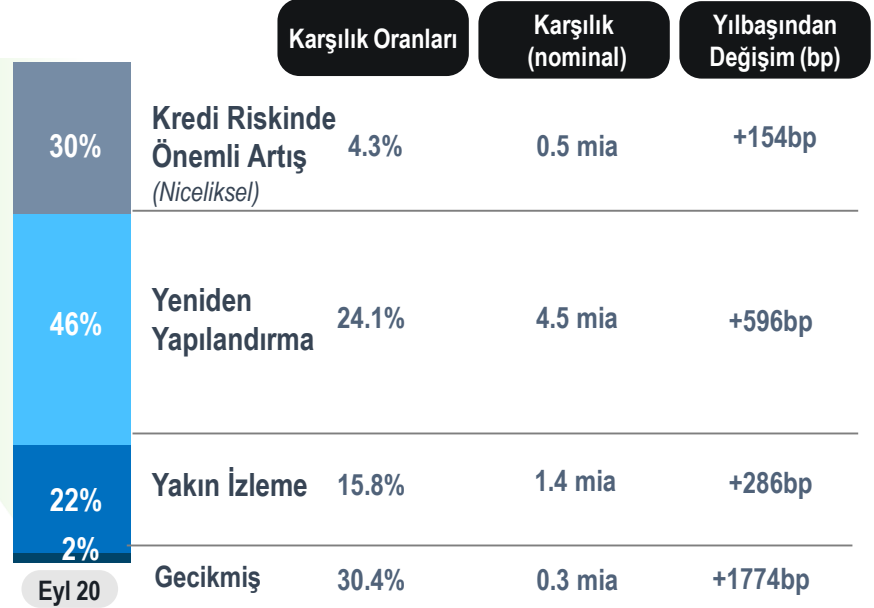 Karşılık Oranları
Karşılık
(nominal)
Yılbaşından
Değişim (bp)
30%
Kredi Riskinde
Önemli Artış
(Niceliksel)
4.3%
0.5 mia
+154bp
46%
Yeniden
Yapılandırma
24.1%
4.5 mia
+596bp
22%
Yakın İzleme
15.8%
1.4 mia
+286bp
2%
Gecikmiş
30.4%
0.3 mia
+1774bp
Eyl 20